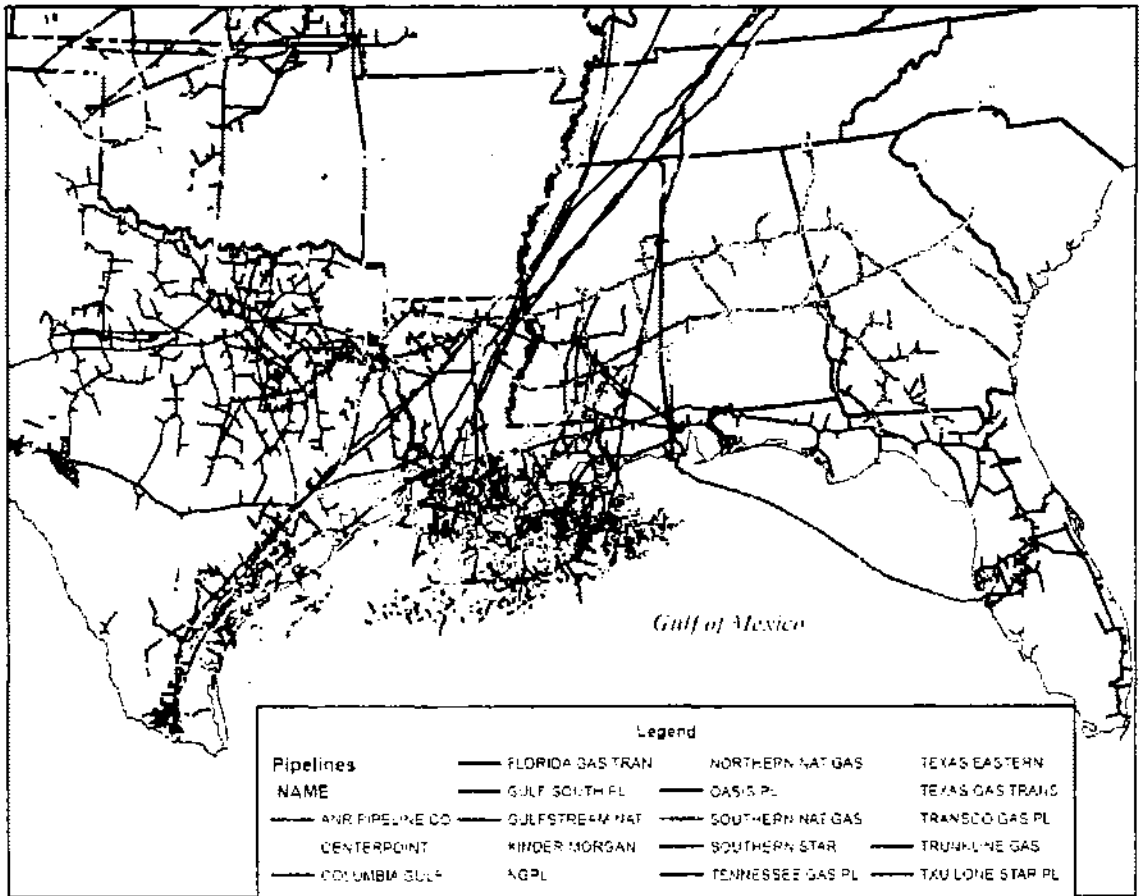 Gulf of Mexico
Legend
Pipelines
NAME
ANR PIPELINE CO
CENTERPOINT
COLUMBIA GULF
FLORIDA GAS TRAN
GULF SOUTH PL
GULFSTREAM NAT
KINDER MORGAN
NGPL
NORTHERN NAT GAS
OASIS PL
SOUTHERN NAT GAS
SOUTHERN STAR
TENNESSEE GAS PL
TEXAS EASTERN
TEXAS GAS TRANS
TRANSCO GAS PL
TRUNKLINE GAS
TXU LONE STAR PL